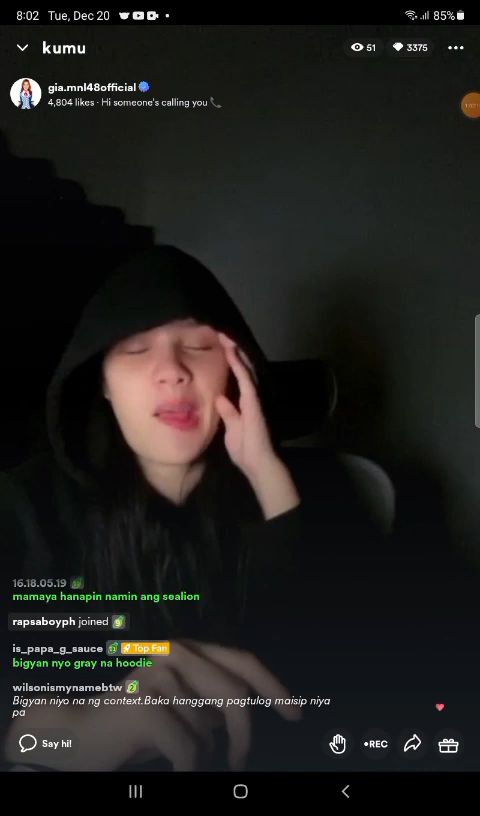 8:02 Tue, Dec 20 85%
kumu 51 3375
gia.mnl48official
4,804 likes · Hi someone's calling you
16.18.05.19
mamaya hanapin namin ang sealion
rapsaboyph joined
is_papa_g_sauce Top Fan
bigyan nyo gray na hoodie
wilsonismynamebtw
Bigyan niyo na ng context.Baka hanggang pagtulog maisip niya
pa
Say hi! •REC